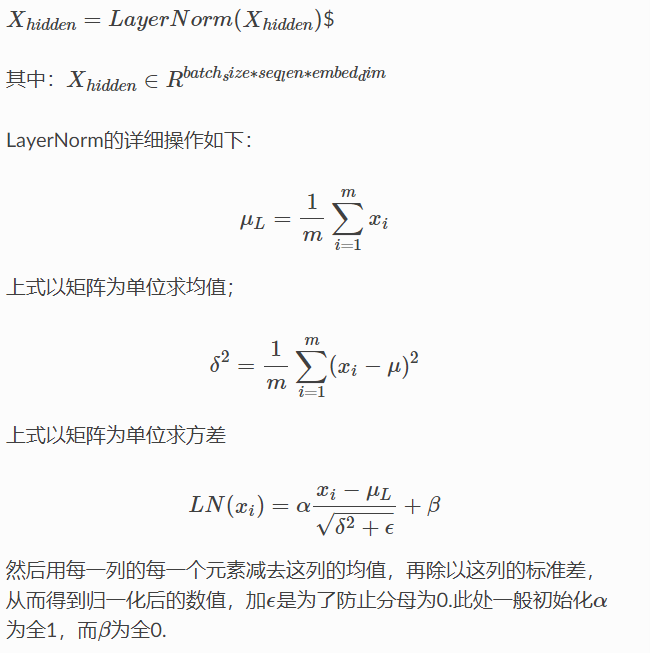 $X_{hidden} = LayerNorm(X_{hidden})$$
其中：$X_{hidden} \in R^{batch_size*seq_len*embed_dim}$
LayerNorm的详细操作如下：
$\mu_L = \frac{1}{m} \sum_{i=1}^{m} x_i$
上式以矩阵为单位求均值；
$\delta^2 = \frac{1}{m} \sum_{i=1}^{m} (x_i - \mu)^2$
上式以矩阵为单位求方差
$LN(x_i) = \alpha \frac{x_i - \mu_L}{\sqrt{\delta^2 + \epsilon}} + \beta$
然后用每一列的每一个元素减去这列的均值，再除以这列的标准差，
从而得到归一化后的数值，加$\epsilon$是为了防止分母为0.此处一般初始化$\alpha$
为全1，而$\beta$为全0.